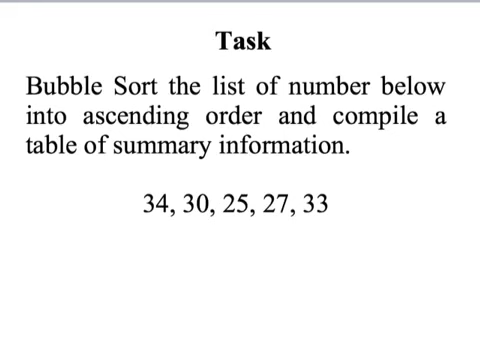 Task
Bubble Sort the list of number below
into ascending order and compile a
table of summary information.
34, 30, 25, 27, 33